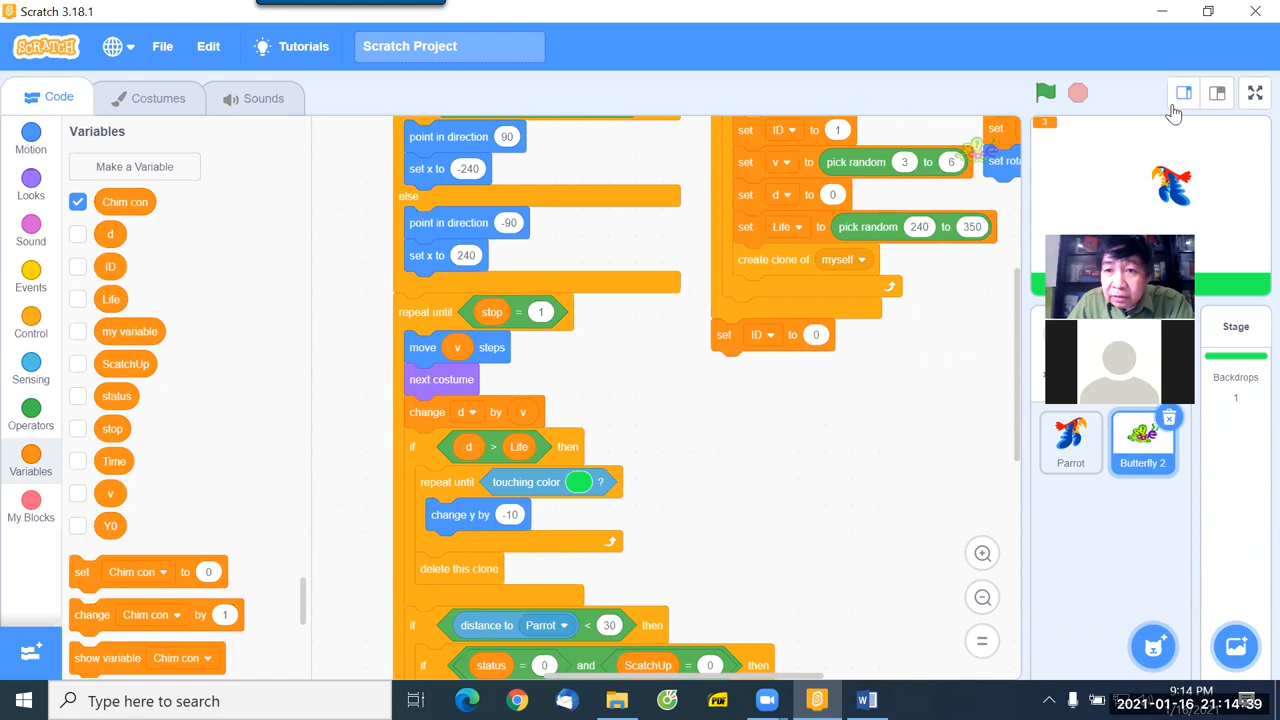 Scratch 3.18.1
SCRATCH
File
Edit
Tutorials
Scratch Project
Code
Costumes
Sounds
Motion
Looks
Sound
Events
Control
Sensing
Operators
Variables
My Blocks
Variables
Make a Variable
Chim con
d
ID
Life
my variable
ScatchUp
status
stop
Time
v
Y0
set Chim con to 0
change Chim con by 1
show variable Chim con
point in direction 90
set x to -240
else
point in direction -90
set x to 240
repeat until stop = 1
move v steps
next costume
change d by v
if d > Life then
repeat until touching color ?
change y by -10
delete this clone
if distance to Parrot < 30 then
if status = 0 and ScatchUp = 0 then
set ID to 1
set v to pick random 3 to 6
set d to 0
set Life to pick random 240 to 350
create clone of myself
set ID to 0
set
set rot
3
Parrot
Butterfly 2
Stage
Backdrops
1
Type here to search
PDF
9:14 PM
2021-01-16 21:14:39